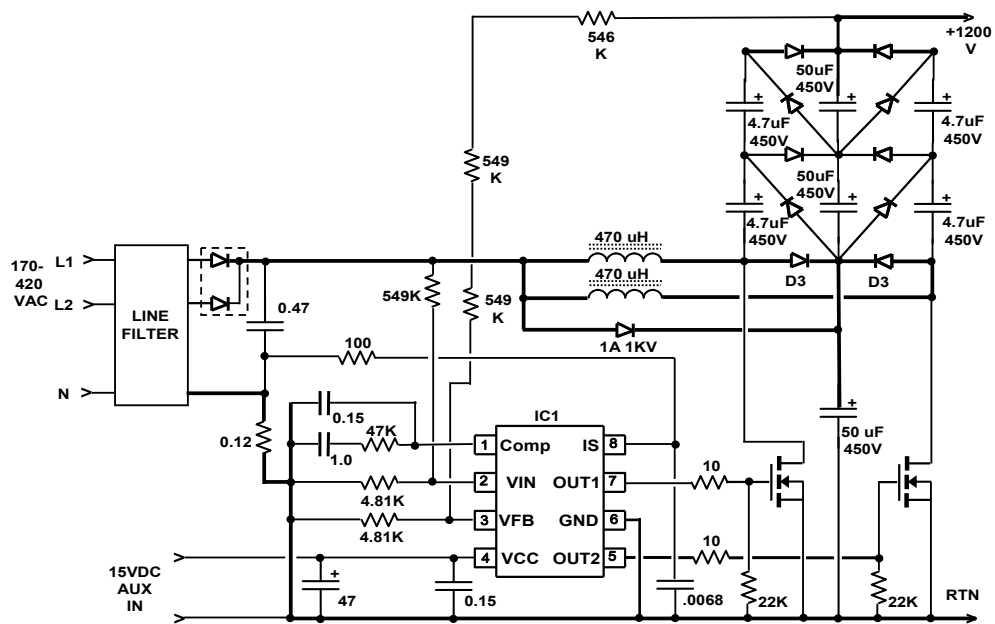 546
K
+1200
V
50uF
450V
4.7uF
450V
4.7uF
450V
549
K
50uF
450V
4.7uF
450V
4.7uF
450V
170-
420
VAC
L1
L2
N
LINE
FILTER
470 uH
470 uH
D3
D3
549K
549
K
0.47
1A 1KV
100
0.12
0.15
1.0
47K
4.81K
4.81K
IC1
1
Comp
IS
8
2
VIN
OUT1
7
3
VFB
GND
6
4
VCC
OUT2
5
10
10
+
50 uF
450V
15VDC
AUX
IN
+
47
0.15
.0068
22K
22K
RTN
+
+
+
+
+
+